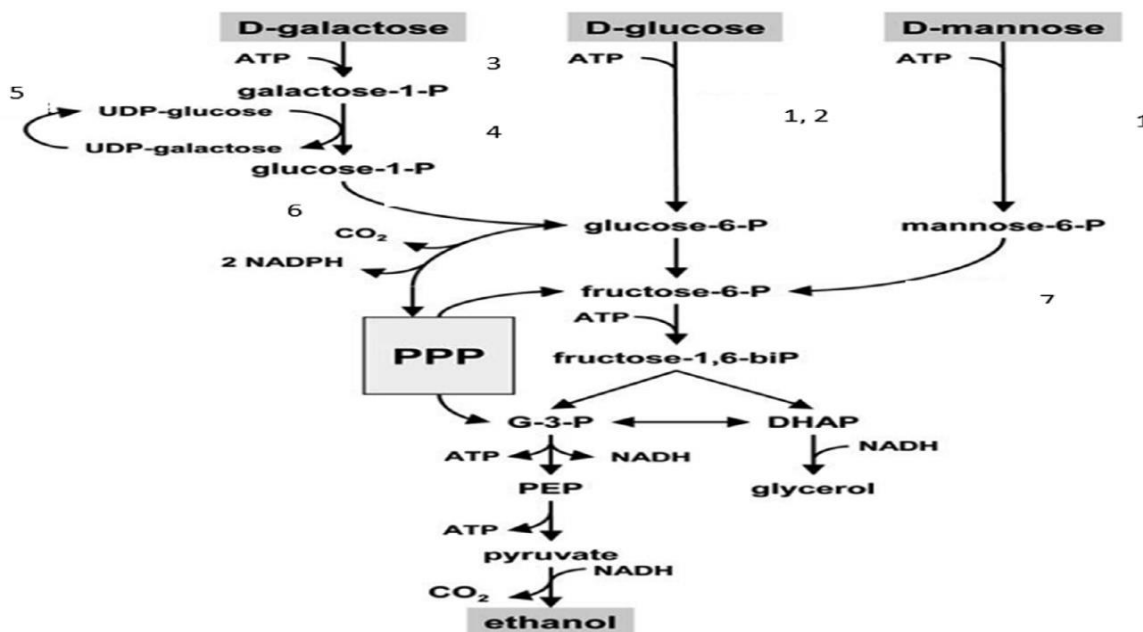 D-galactose D-glucose D-mannose
ATP ATP ATP
3
galactose-1-P
5
UDP-glucose
1, 2
1
4
UDP-galactose
glucose-1-P
6
CO2
glucose-6-P
mannose-6-P
2 NADPH
fructose-6-P
7
ATP
PPP
fructose-1,6-biP
G-3-P
DHAP
ATP
NADH
NADH
PEP
glycerol
ATP
pyruvate
NADH
CO2
ethanol